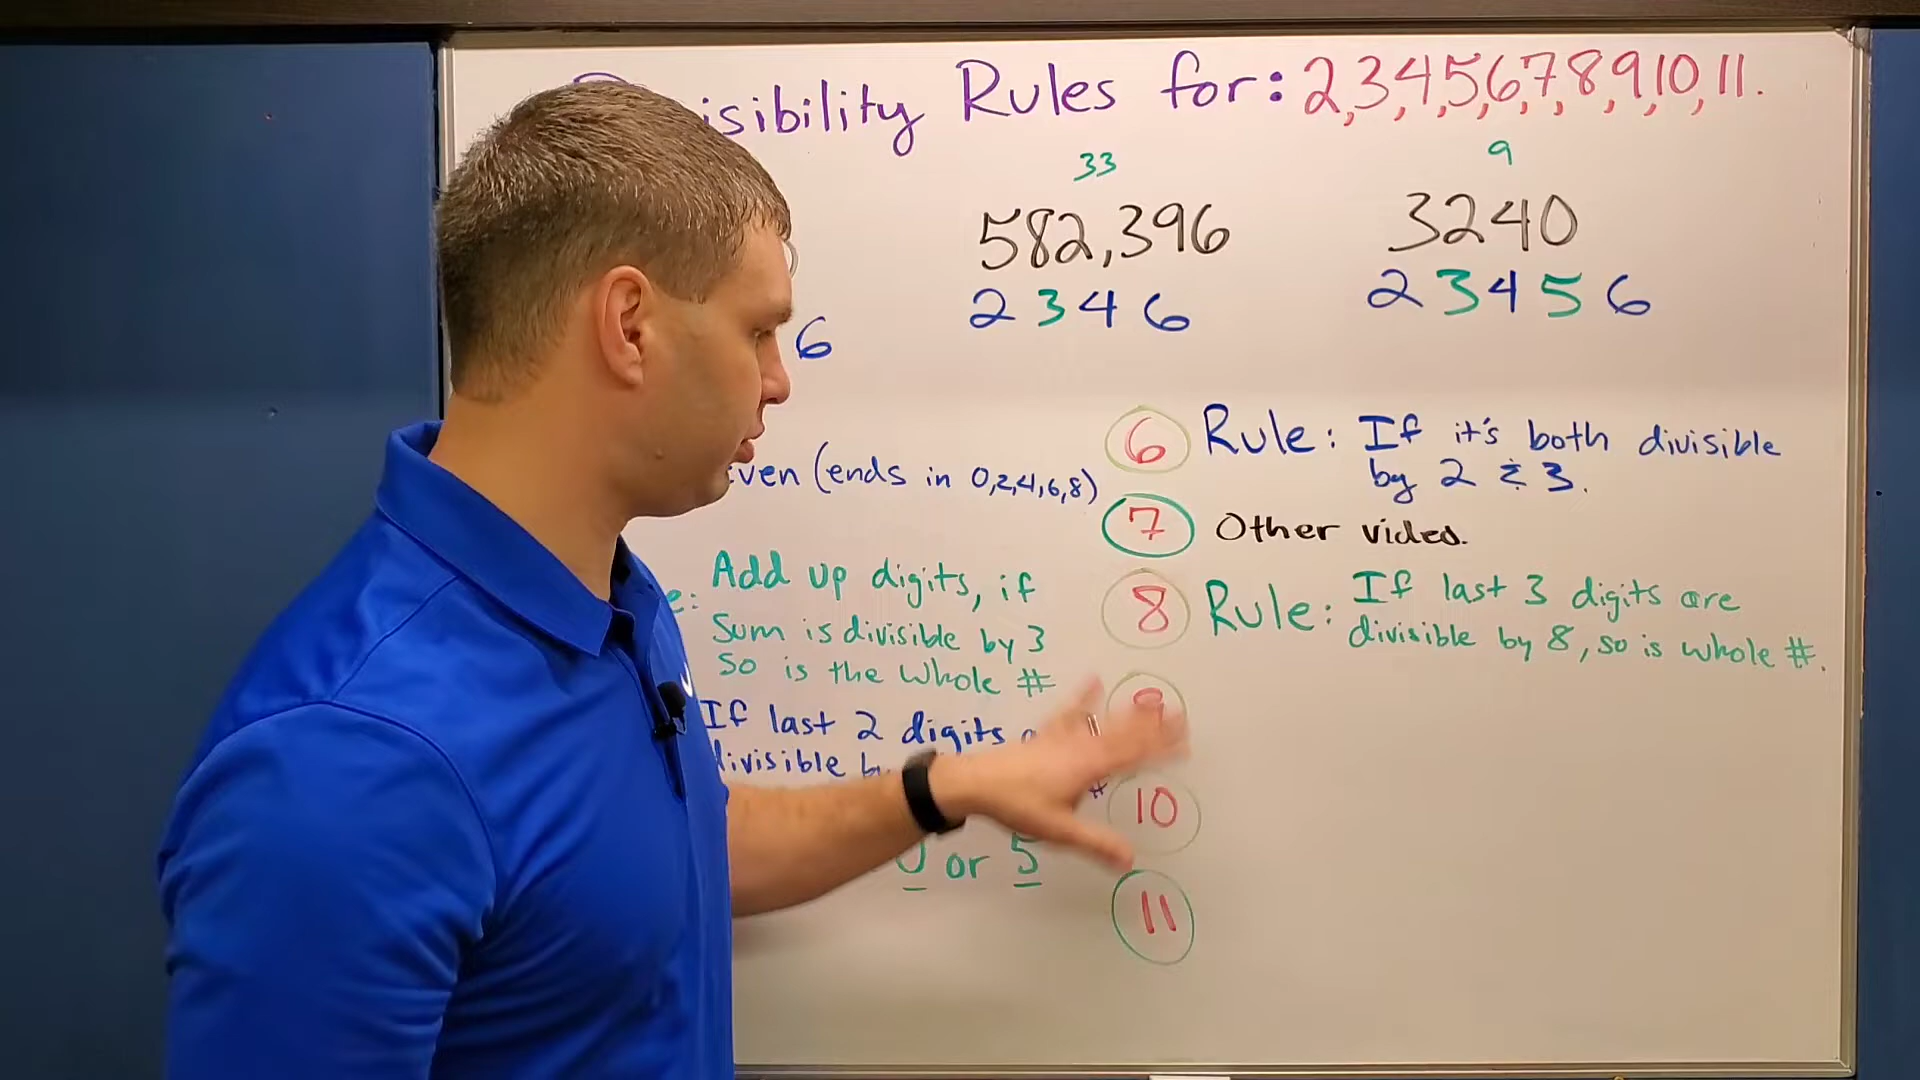 isibility Rules for: 2,3,4,5,6,7,8,9,10,11.
33
9
582,396
3240
2 3 4 6
2 3 4 5 6
6
ven (ends in 0,2,4,6,8)
Add up digits, if
Sum is divisible by 3
so is the whole #
If last 2 digits
divisible
#
or 5
6 Rule: If it's both divisible
by 2 & 3.
7 Other video.
8 Rule: If last 3 digits are
divisible by 8, so is whole #.
9
10
11